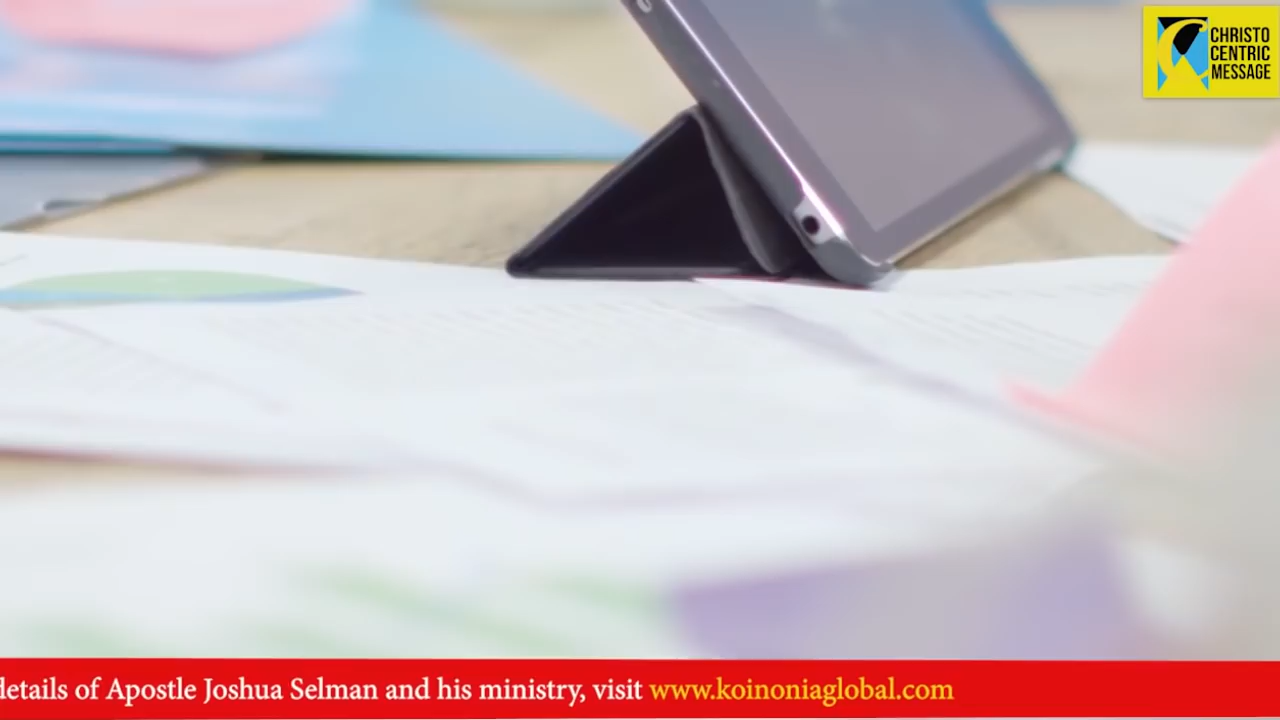 CHRISTO
CENTRIC
MESSAGE
details of Apostle Joshua Selman and his ministry, visit www.koinoniaglobal.com